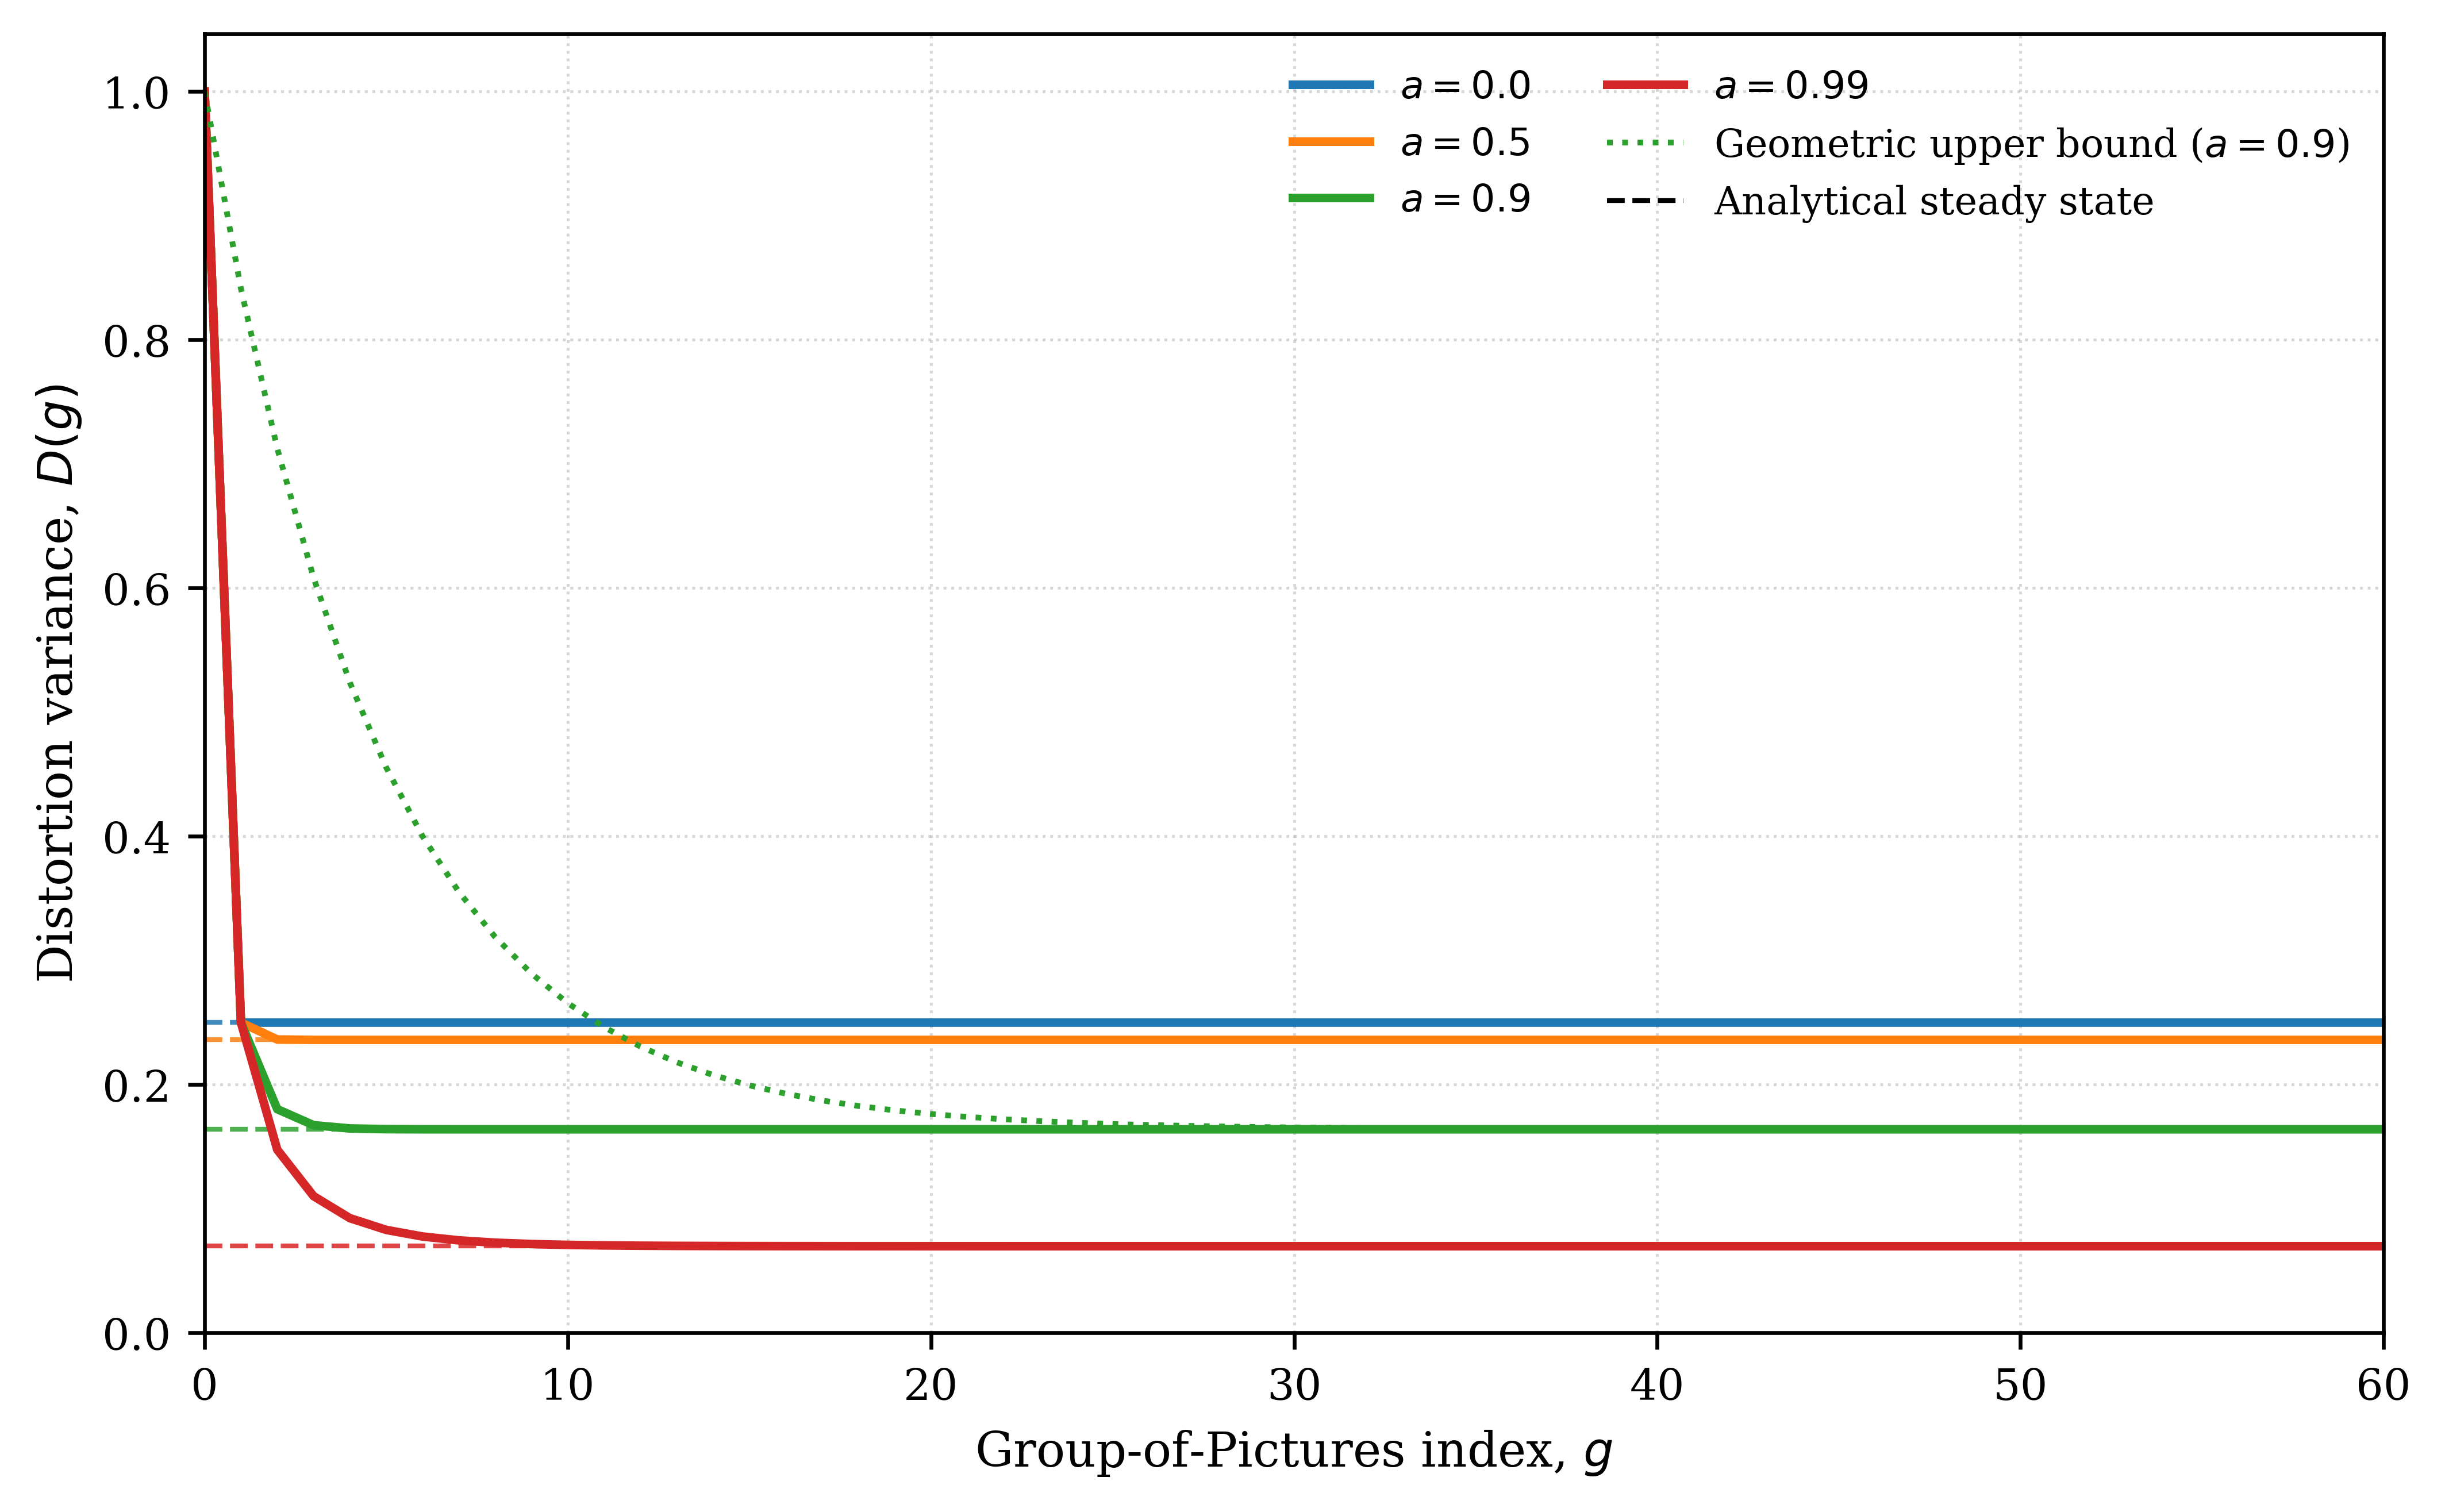 a = 0.0
a = 0.5
a = 0.9
a = 0.99
Geometric upper bound (a = 0.9)
Analytical steady state
Distortion variance, D(g)
1.0
0.8
0.6
0.4
0.2
0.0
0 10 20 30 40 50 60
Group-of-Pictures index, g